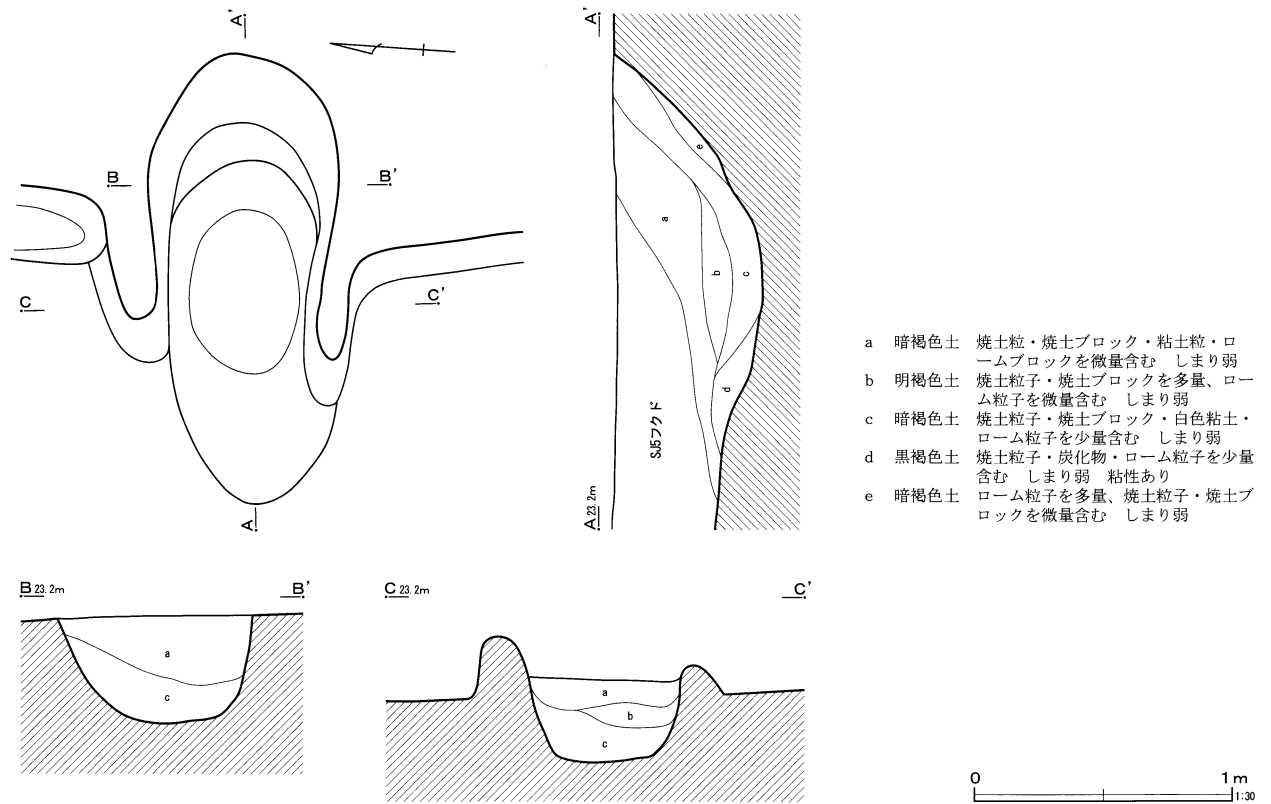 A'
B
B'
C
C'
A
A'
a
b
c
d
e
SJ5フクド
A 23.2m
B 23.2m
B'
a
c
C 23.2m
C'
a
b
c
a 暗褐色土 焼土粒・焼土ブロック・粘土粒・ロ
ームブロックを微量含む しまり弱
b 明褐色土 焼土粒子・焼土ブロックを多量、ロー
ム粒子を微量含む しまり弱
c 暗褐色土 焼土粒子・焼土ブロック・白色粘土・
ローム粒子を少量含む しまり弱
d 黒褐色土 焼土粒子・炭化物・ローム粒子を少量
含む しまり弱 粘性あり
e 暗褐色土 ローム粒子を多量、焼土粒子・焼土ブ
ロックを微量含む しまり弱
0 1m
1:30